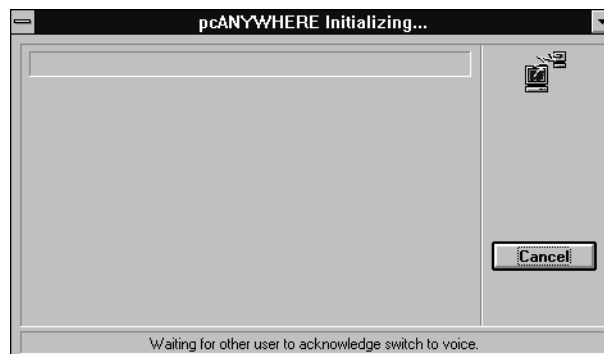 pcANYWHERE Initializing...
Cancel
Waiting for other user to acknowledge switch to voice.